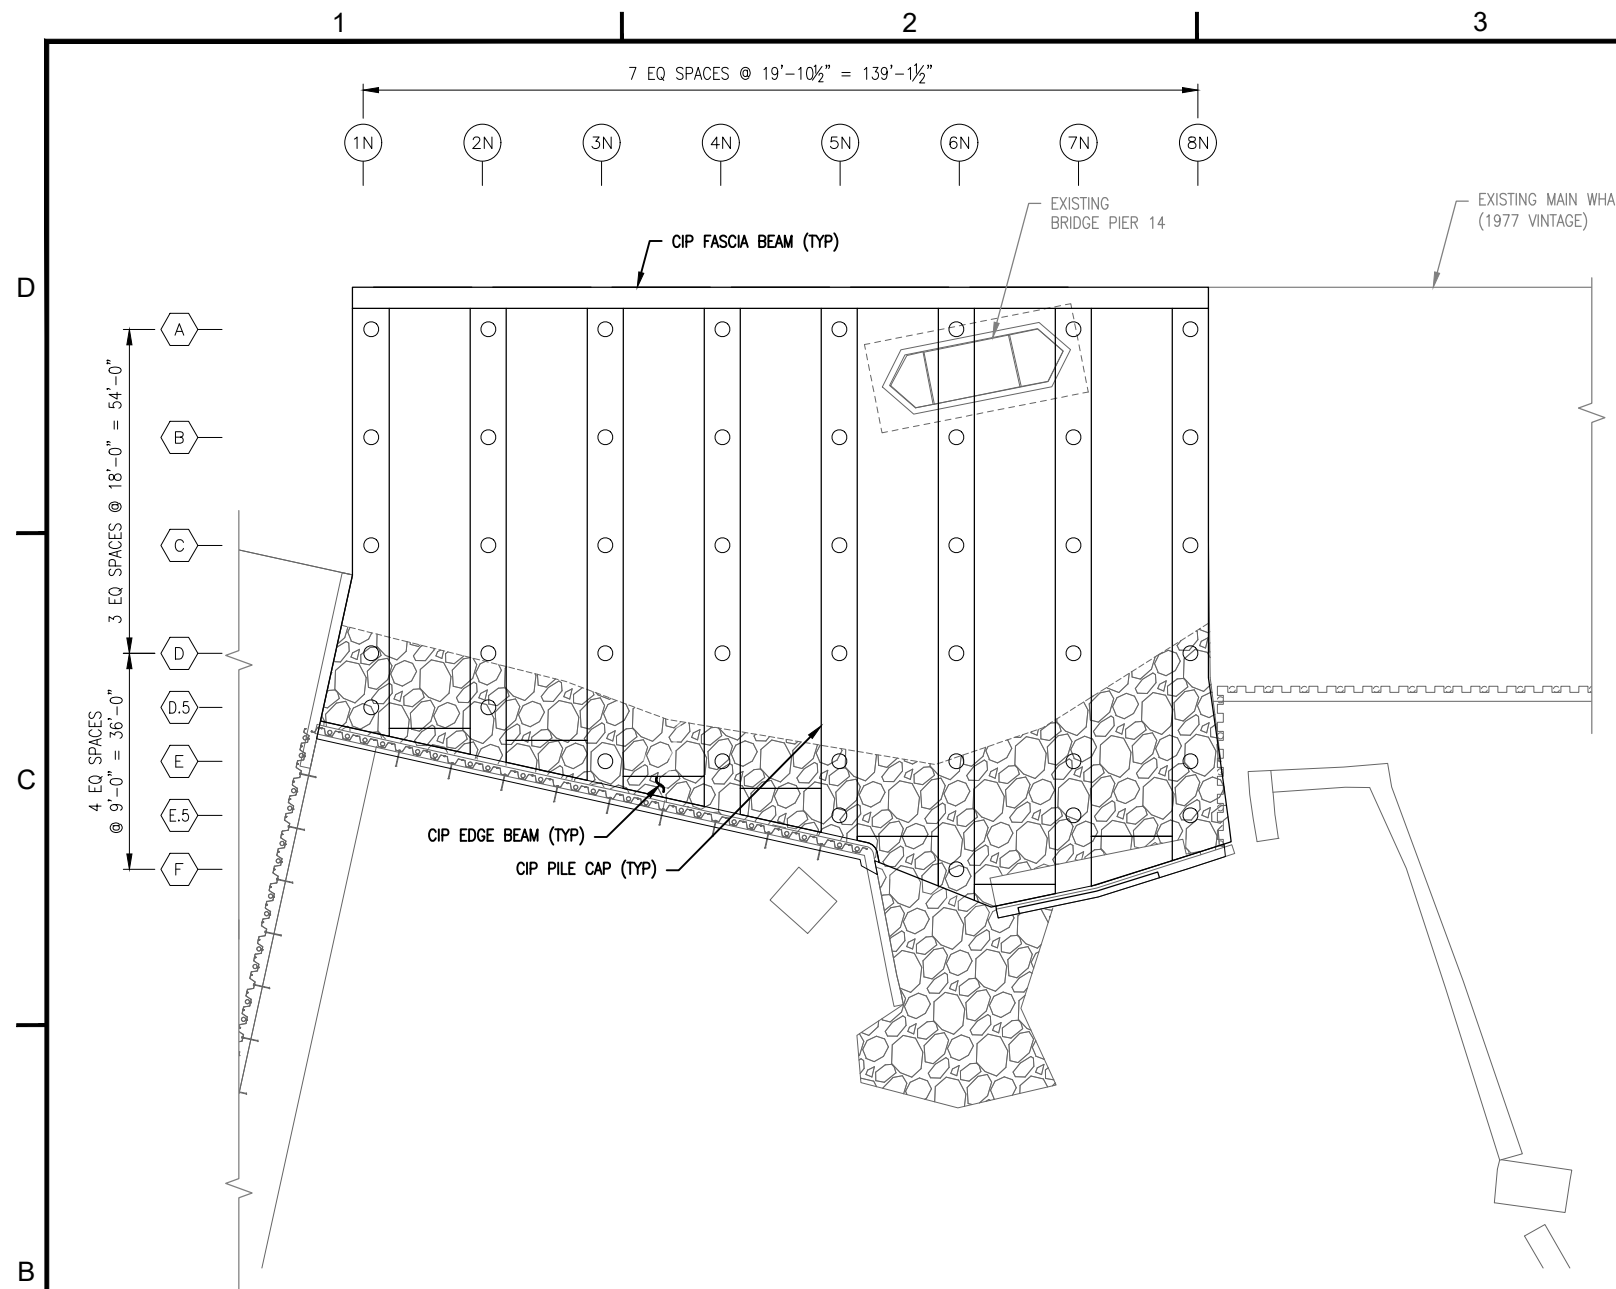 1
2
3
7 EQ SPACES @ 19'-10½" = 139'-1½"
1N
2N
3N
4N
5N
6N
7N
8N
EXISTING
BRIDGE PIER 14
EXISTING MAIN WHA
(1977 VINTAGE)
CIP FASCIA BEAM (TYP)
D
A
B
C
D
D.5
E
E.5
F
3 EQ SPACES @ 18'-0" = 54'-0"
4 EQ SPACES
@ 9'-0" = 36'-0"
C
CIP EDGE BEAM (TYP)
CIP PILE CAP (TYP)
B